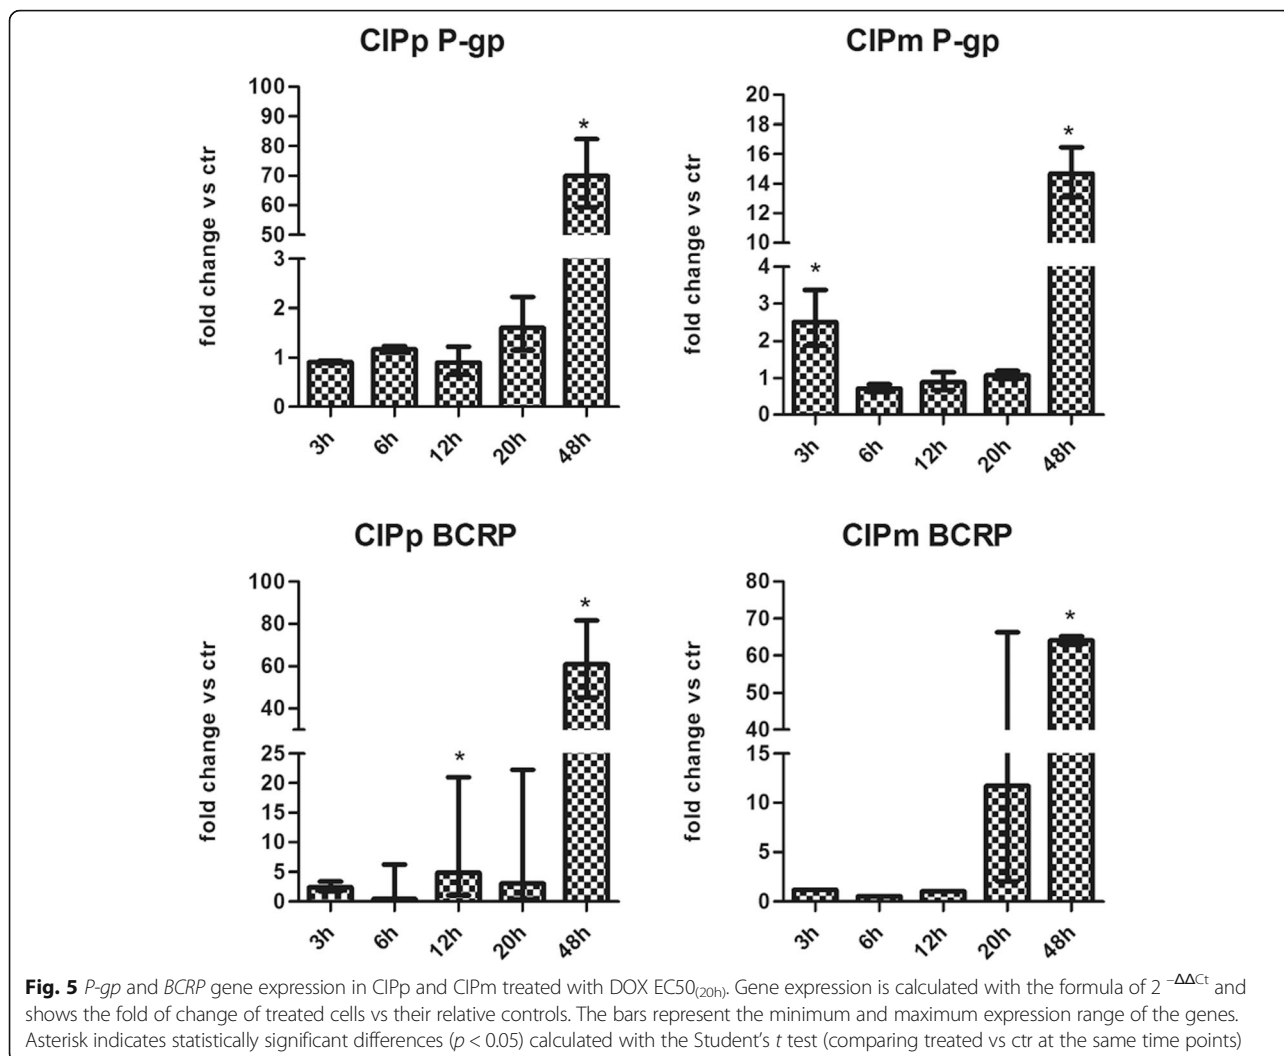 CIPp P-gp
fold change vs ctr
100
90
80
70
60
50
3
2
1
0
*
3h
6h
12h
20h
48h
CIPm P-gp
fold change vs ctr
20
18
16
14
12
10
4
3
2
1
0
*
*
3h
6h
12h
20h
48h
CIPp BCRP
fold change vs ctr
100
80
60
40
25
20
15
10
5
0
*
*
3h
6h
12h
20h
48h
CIPm BCRP
fold change vs ctr
80
70
60
50
40
15
10
5
0
*
3h
6h
12h
20h
48h
Fig. 5 P-gp and BCRP gene expression in CIPp and CIPm treated with DOX EC50(20h). Gene expression is calculated with the formula of 2 −ΔΔCt and
shows the fold of change of treated cells vs their relative controls. The bars represent the minimum and maximum expression range of the genes.
Asterisk indicates statistically significant differences (p < 0.05) calculated with the Student's t test (comparing treated vs ctr at the same time points)